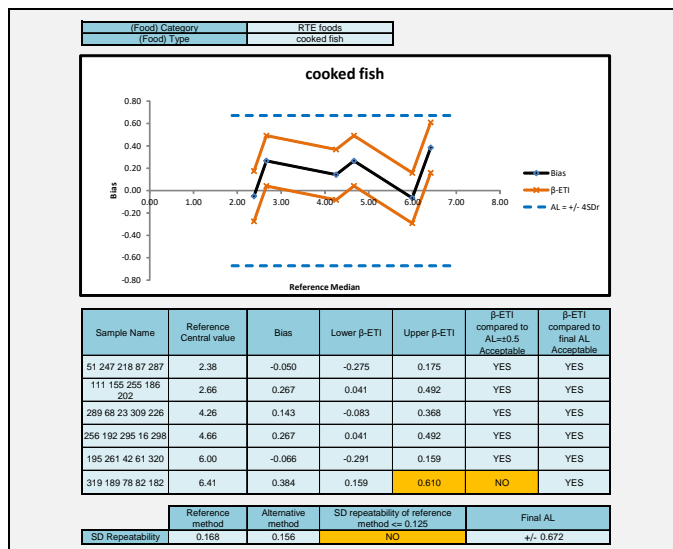 (Food) Category RTE foods
(Food) Type cooked fish
cooked fish
0.80
0.60
0.40
0.20
0.00
-0.20
-0.40
-0.60
-0.80
0.00 1.00 2.00 3.00 4.00 5.00 6.00 7.00 8.00
Bias
Reference Median
Bias
β-ETI
AL = +/- 4SDr
Sample Name Reference Central value Bias Lower β-ETI Upper β-ETI β-ETI compared to AL=±0.5 Acceptable β-ETI compared to final AL Acceptable
51 247 218 87 287 2.38 -0.050 -0.275 0.175 YES YES
111 155 255 186 202 2.66 0.267 0.041 0.492 YES YES
289 68 23 309 226 4.26 0.143 -0.083 0.368 YES YES
256 192 295 16 298 4.66 0.267 0.041 0.492 YES YES
195 261 42 61 320 6.00 -0.066 -0.291 0.159 YES YES
319 189 78 82 182 6.41 0.384 0.159 0.610 NO YES
Reference method Alternative method SD repeatability of reference method <= 0.125 Final AL
SD Repeatability 0.168 0.156 NO +/- 0.672